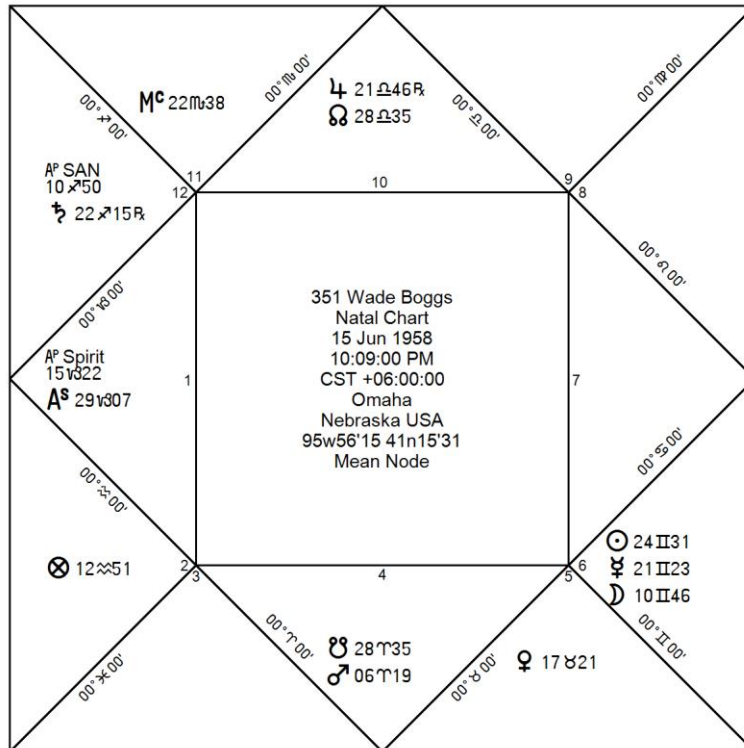 00°♏00'
00°♎00'
00°♍00'
00°♐00'
Mc 22♏38
♃ 21♎46℞
☊ 28♎35
AP SAN
10♐50
♄ 22♐15℞
11
12
10
9
8
00°♌00'
00°♑00'
351 Wade Boggs
Natal Chart
15 Jun 1958
10:09:00 PM
CST +06:00:00
Omaha
Nebraska USA
95w56'15 41n15'31
Mean Node
AP Spirit
15♑22
As 29♑07
1
7
00°♋00'
00°♒00'
⊗ 12♒51
2
3
4
5
6
☉ 24♊31
☿ 21♊23
☽ 10♊46
00°♓00'
00°♈00'
☋ 28♈35
♂ 06♈19
00°♉00'
♀ 17♉21
00°♊00'